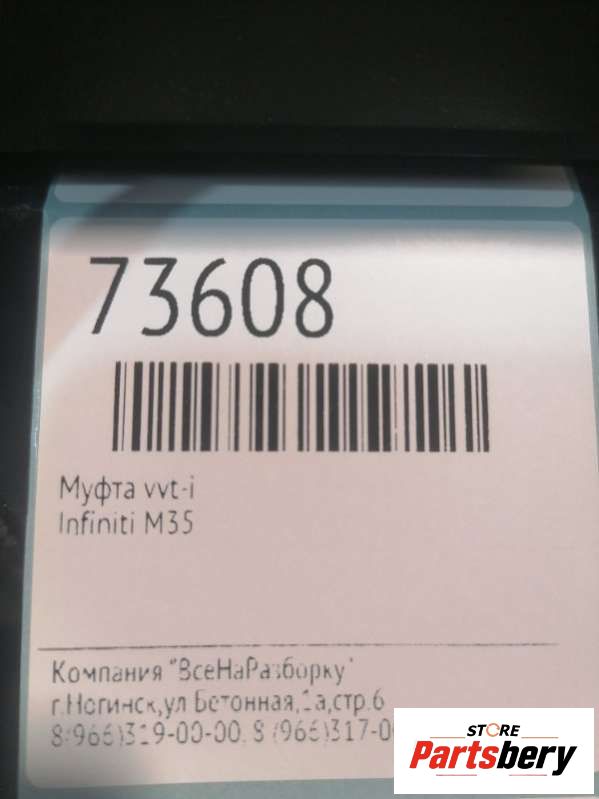 73608
Муфта vvt-i
Infiniti M35
Компания "ВсеНаРазборку"
г.Ногинск,ул Бетонная,1а,стр.6
8(966)319-00-00, 8 (966)317-0
STORE
Partsbery